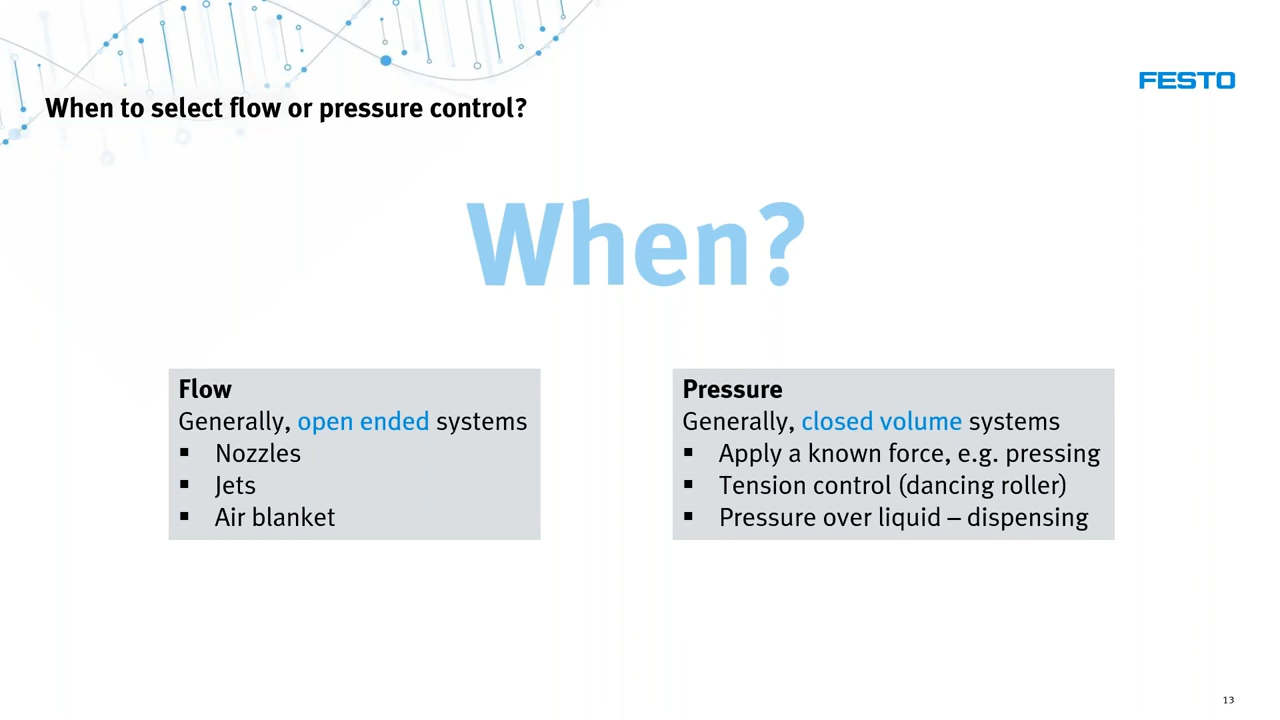 FESTO
When to select flow or pressure control?
When?
Flow
Generally, open ended systems
▪ Nozzles
▪ Jets
▪ Air blanket
Pressure
Generally, closed volume systems
▪ Apply a known force, e.g. pressing
▪ Tension control (dancing roller)
▪ Pressure over liquid – dispensing
13